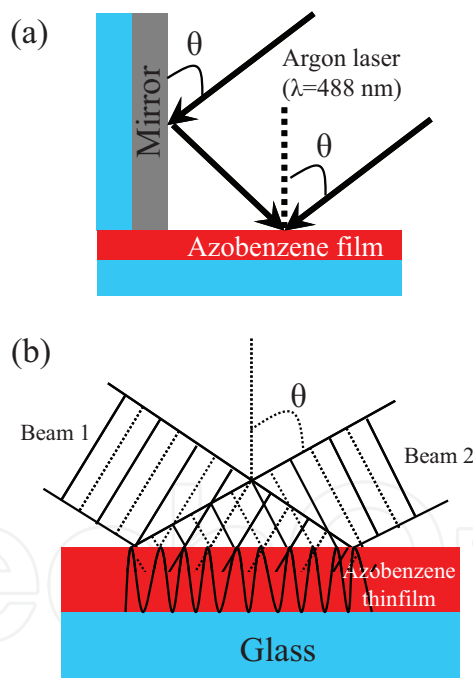 (a)
θ
Mirror
Argon laser
(λ=488 nm)
θ
Azobenzene film
(b)
θ
Beam 1
Beam 2
Azobenzene
thinfilm
Glass